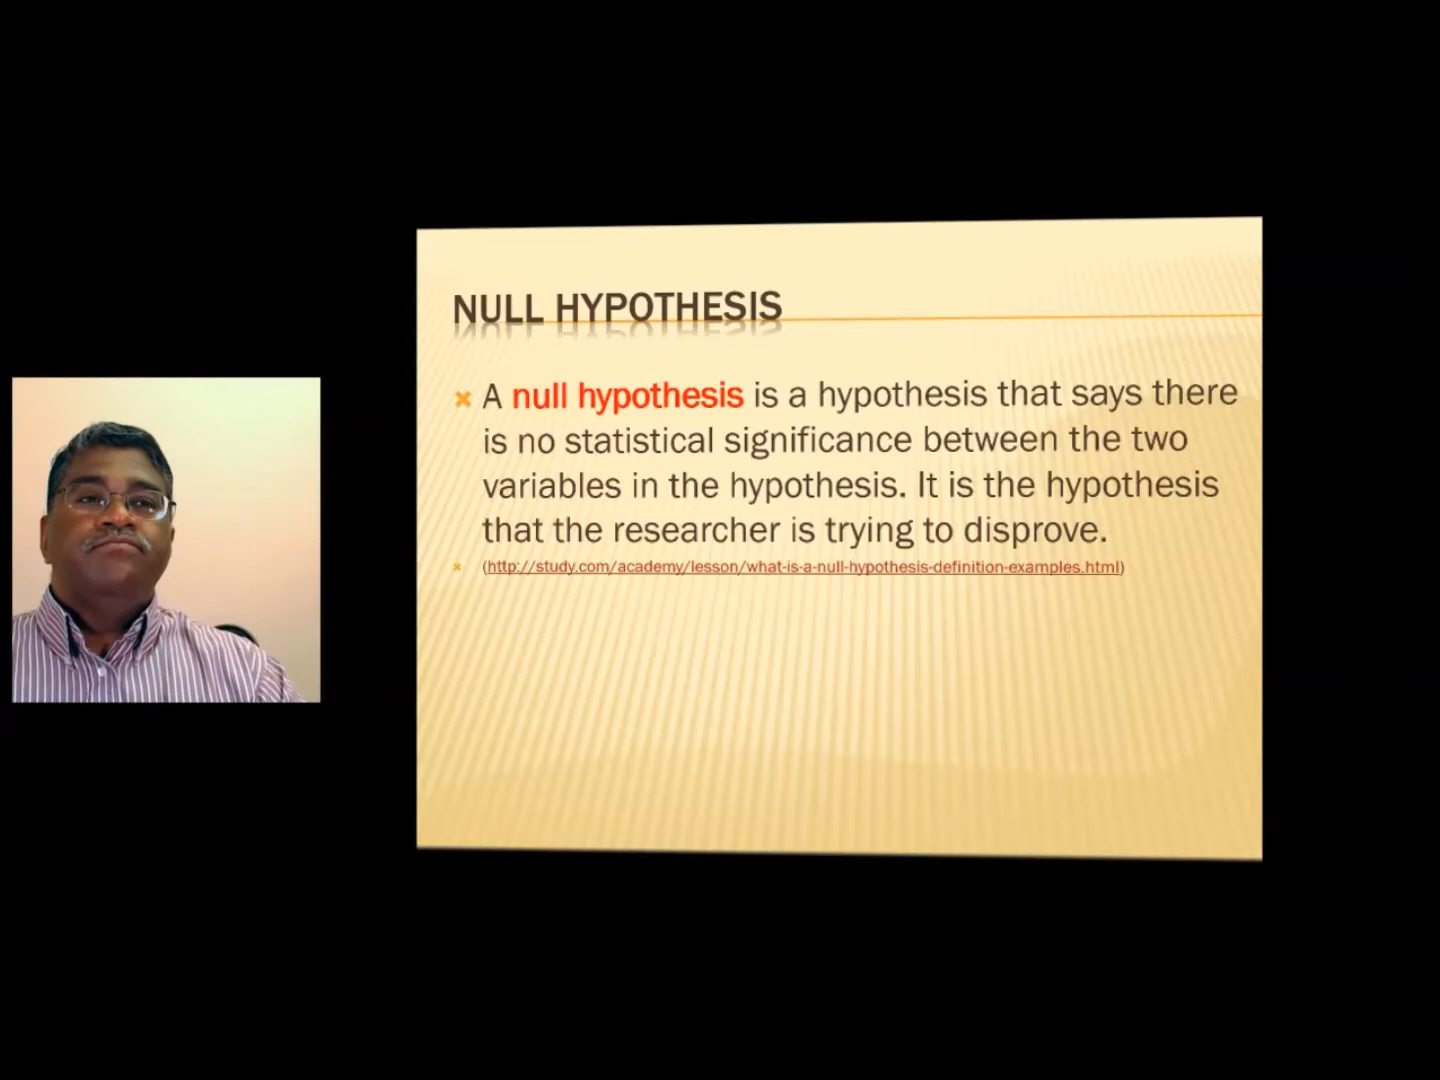 NULL HYPOTHESIS
A null hypothesis is a hypothesis that says there
is no statistical significance between the two
variables in the hypothesis. It is the hypothesis
that the researcher is trying to disprove.
(http://study.com/academy/lesson/what-is-a-null-hypothesis-definition-examples.html)